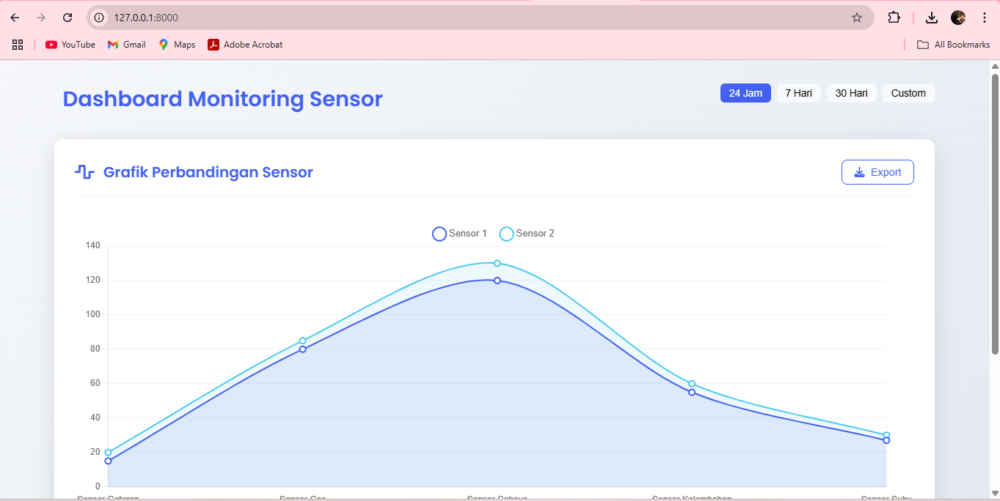 127.0.0.1:8000
YouTube Gmail Maps Adobe Acrobat All Bookmarks
Dashboard Monitoring Sensor
24 Jam 7 Hari 30 Hari Custom
Grafik Perbandingan Sensor
Export
Sensor 1 Sensor 2
140
120
100
80
60
40
20
0
Sensor Getaran Sensor Gas Sensor Cahaya Sensor Kelembaban Sensor Suhu